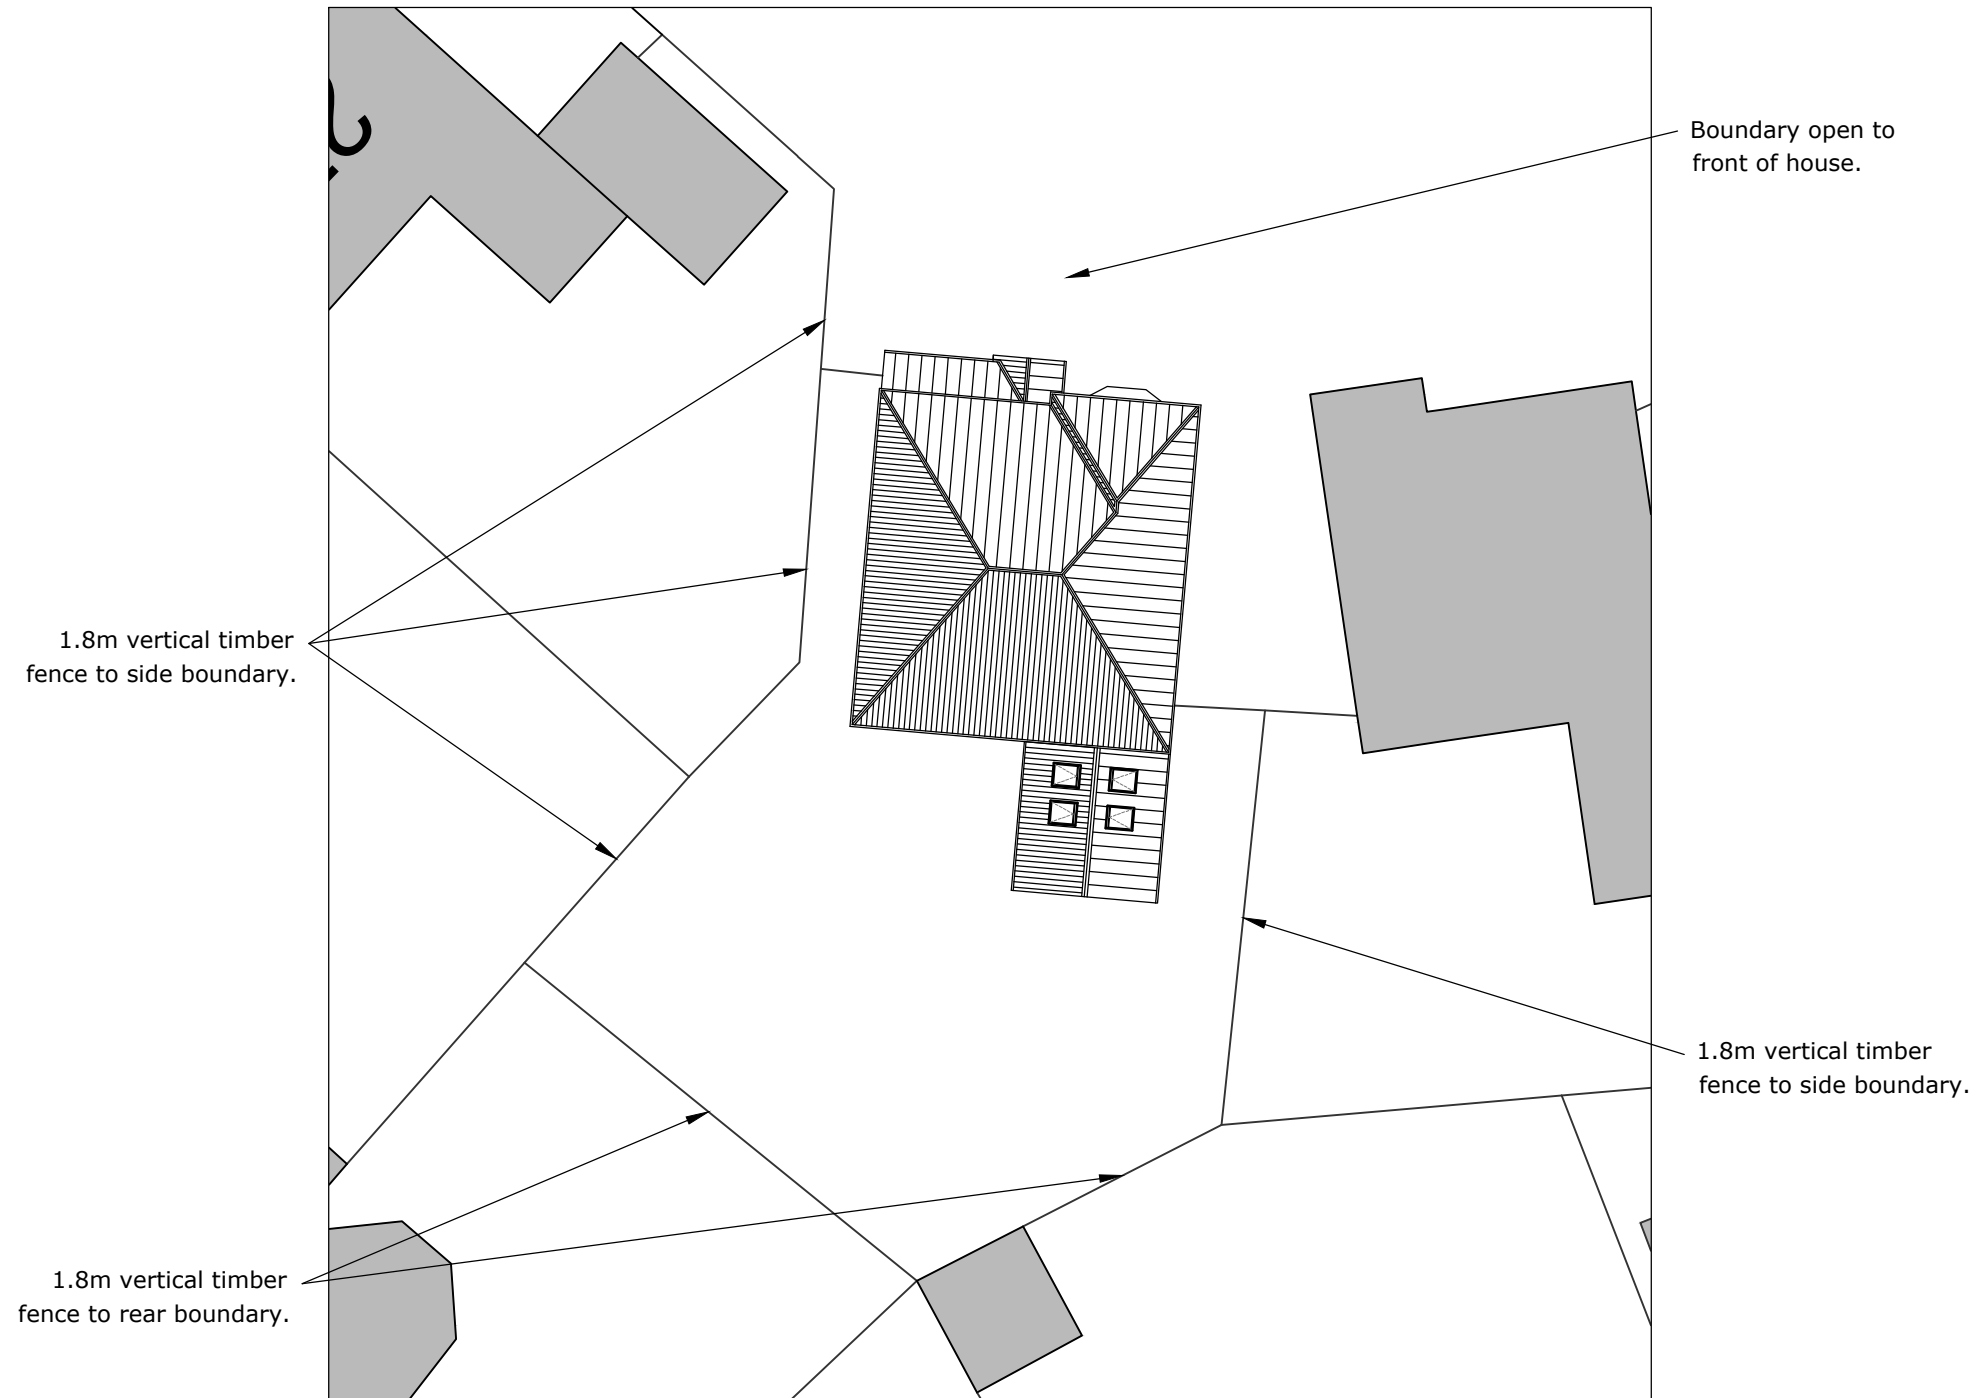 Boundary open to
front of house.
1.8m vertical timber
fence to side boundary.
1.8m vertical timber
fence to side boundary.
1.8m vertical timber
fence to rear boundary.